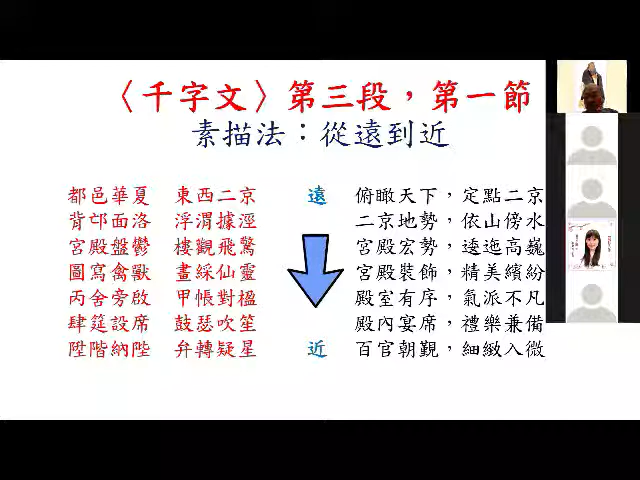 〈千字文〉第三段，第一節
素描法：從遠到近
都邑華夏 東西二京 遠 俯瞰天下，定點二京
背邙面洛 浮渭據涇 二京地勢，依山傍水
宮殿盤鬱 樓觀飛驚 宮殿宏勢，逶迤高巍
圖寫禽獸 畫綵仙靈 宮殿裝飾，精美繽紛
丙舍旁啟 甲帳對楹 殿室有序，氣派不凡
肆筵設席 鼓瑟吹笙 殿內宴席，禮樂兼備
陞階納陛 弁轉疑星 近 百官朝覲，細緻入微